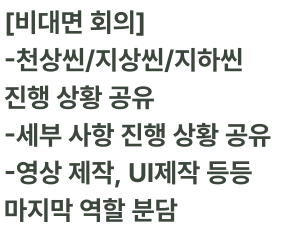 [비대면 회의]
-천상씬/지상씬/지하씬
진행 상황 공유
-세부 사항 진행 상황 공유
-영상 제작, UI제작 등등
마지막 역할 분담